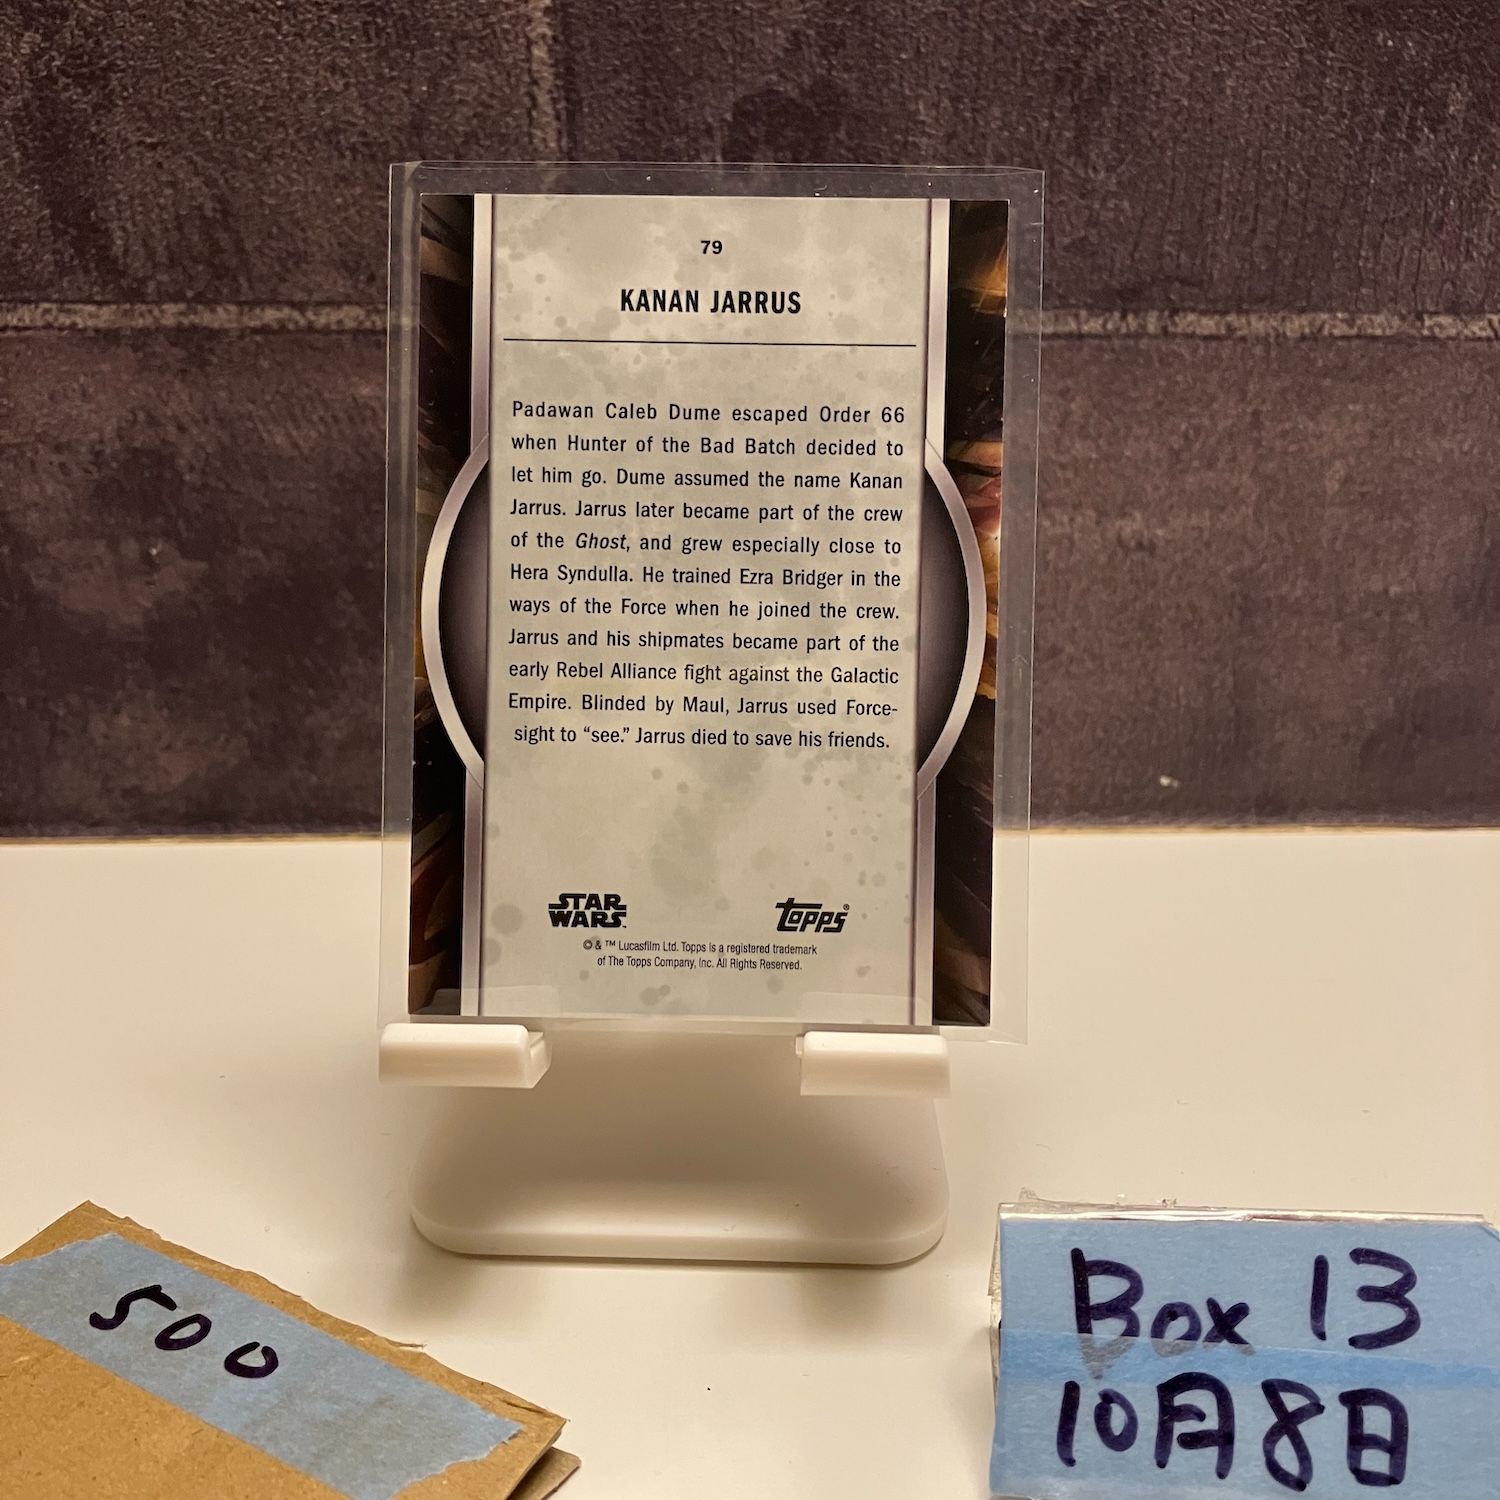 79
KANAN JARRUS
Padawan Caleb Dume escaped Order 66
when Hunter of the Bad Batch decided to
let him go. Dume assumed the name Kanan
Jarrus. Jarrus later became part of the crew
of the Ghost, and grew especially close to
Hera Syndulla. He trained Ezra Bridger in the
ways of the Force when he joined the crew.
Jarrus and his shipmates became part of the
early Rebel Alliance fight against the Galactic
Empire. Blinded by Maul, Jarrus used Force-
sight to “see.” Jarrus died to save his friends.
STAR WARS™ topps®
© & ™ Lucasfilm Ltd. Topps is a registered trademark
of The Topps Company, Inc. All Rights Reserved.
500
Box 13
10月8日